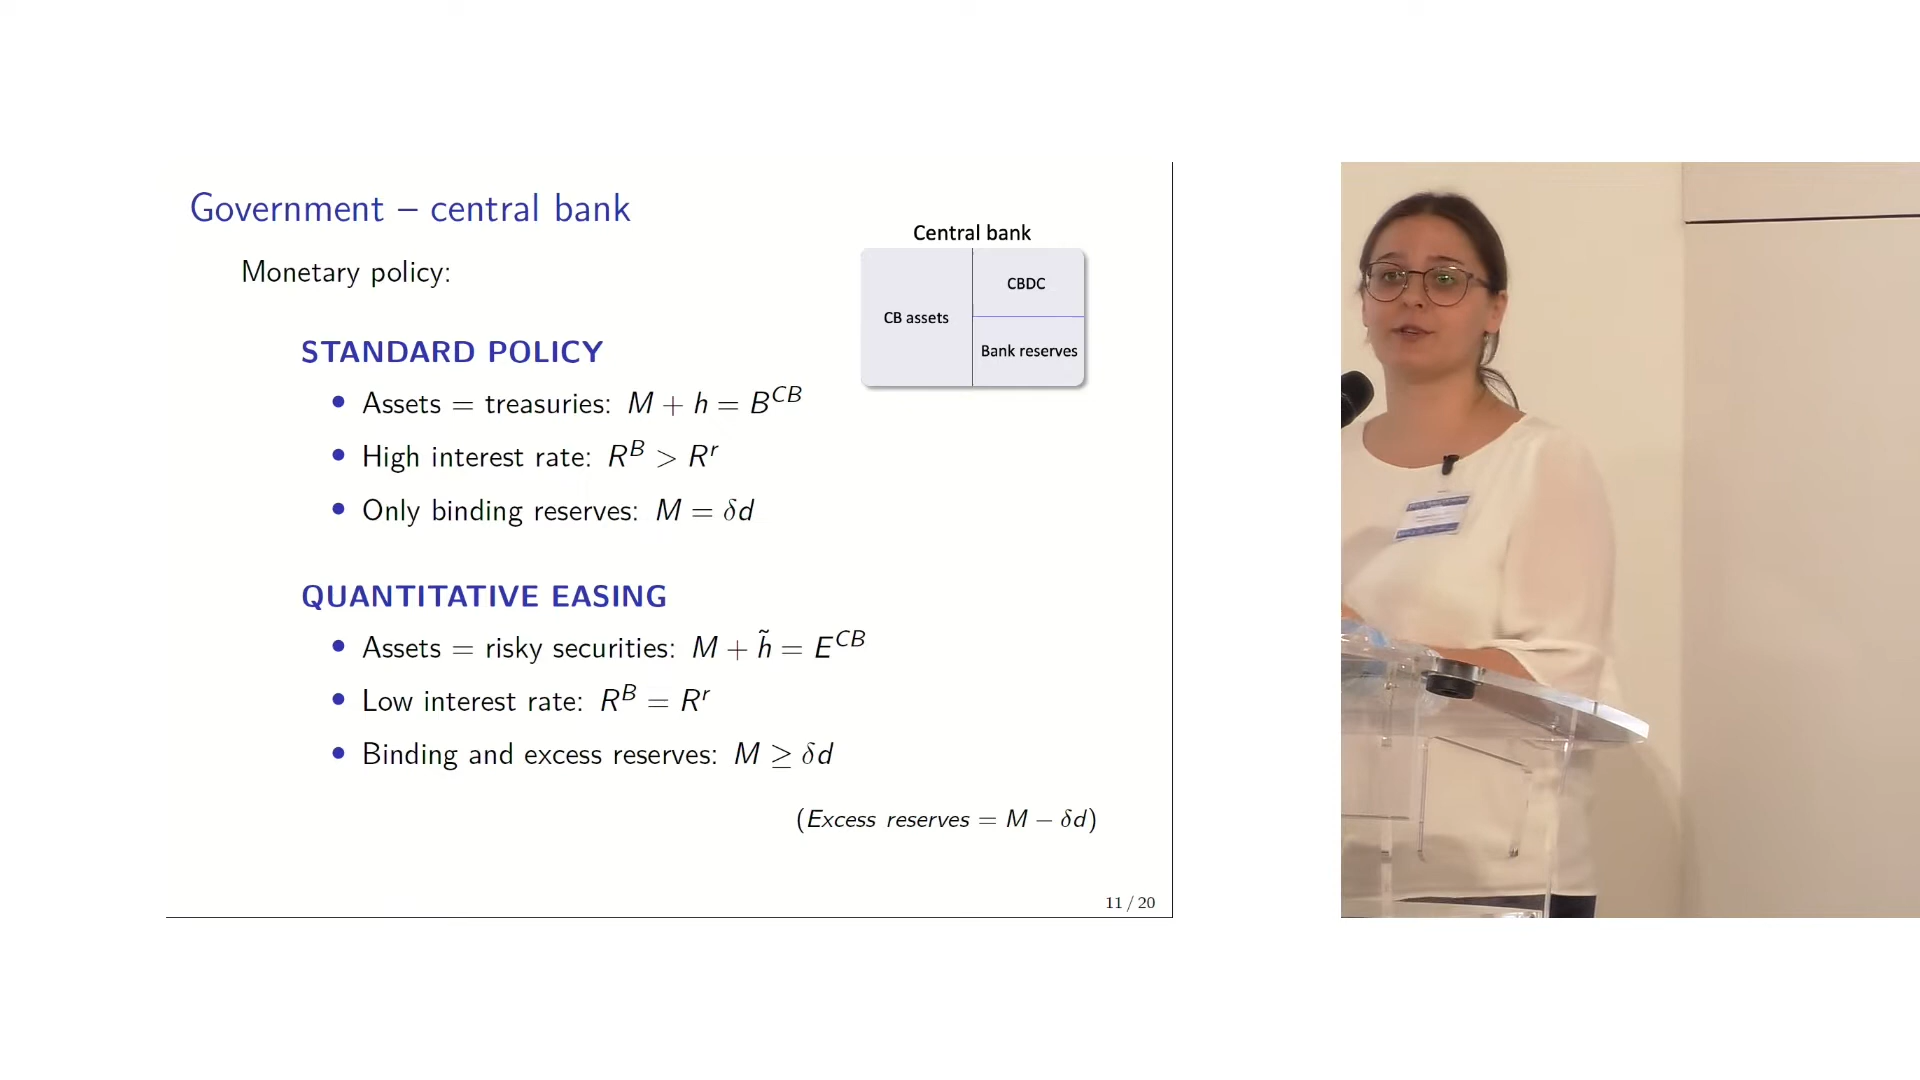 Government – central bank
Monetary policy:
Central bank
CB assets
CBDC
Bank reserves
STANDARD POLICY
• Assets = treasuries: M + h = B^{CB}
• High interest rate: R^B > R^r
• Only binding reserves: M = δd
QUANTITATIVE EASING
• Assets = risky securities: M + h̃ = E^{CB}
• Low interest rate: R^B = R^r
• Binding and excess reserves: M ≥ δd
(Excess reserves = M − δd)
11 / 20